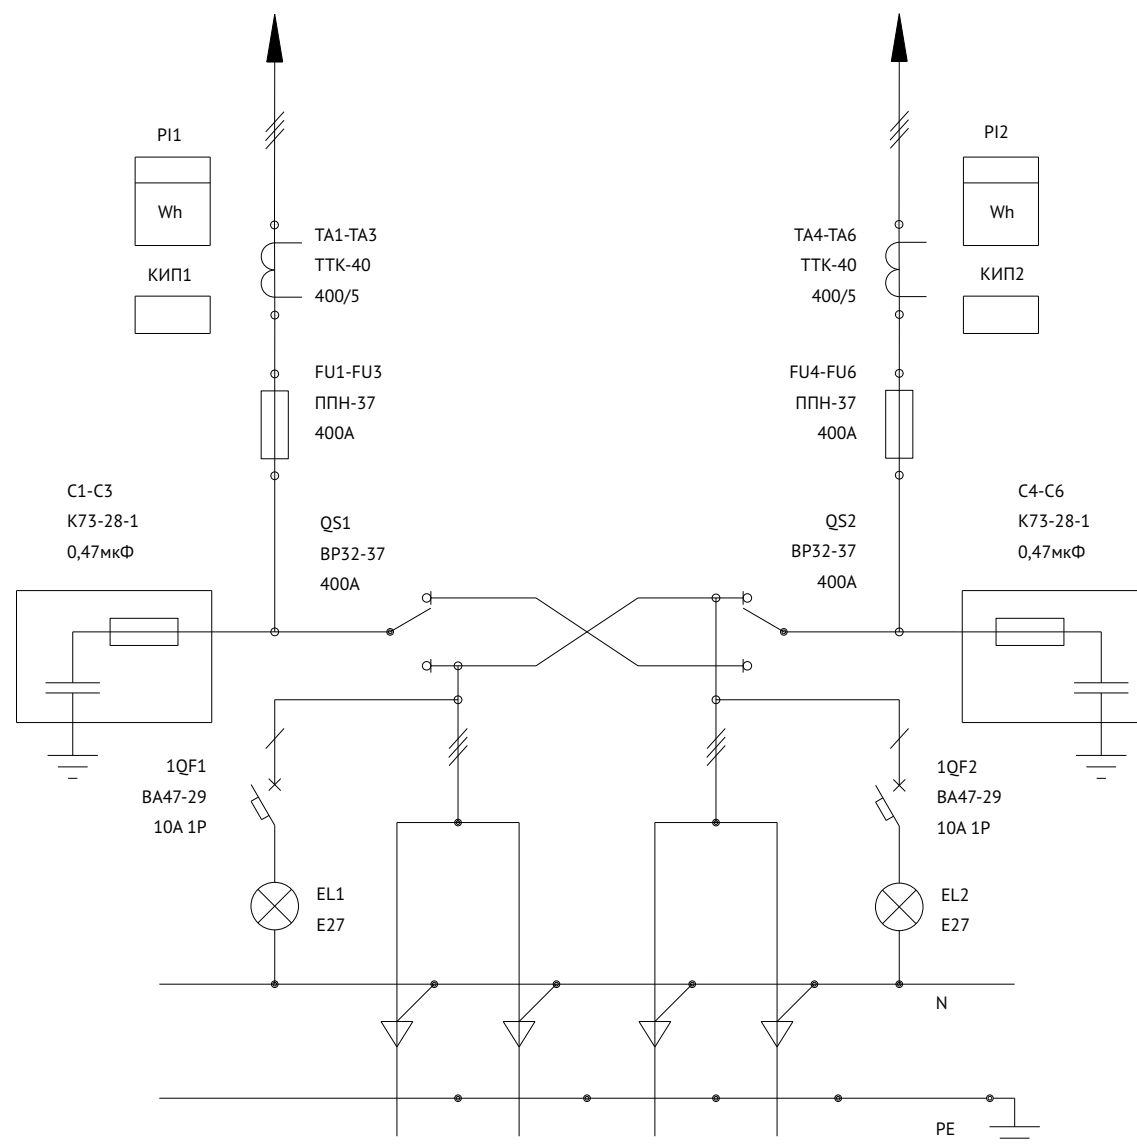 PI1
Wh
КИП1
TA1-TA3
ТТК-40
400/5
FU1-FU3
ППН-37
400А
C1-C3
К73-28-1
0,47мкФ
QS1
ВР32-37
400А
PI2
Wh
КИП2
TA4-TA6
ТТК-40
400/5
FU4-FU6
ППН-37
400А
QS2
ВР32-37
400А
C4-C6
К73-28-1
0,47мкФ
1QF1
ВА47-29
10А 1Р
EL1
E27
1QF2
ВА47-29
10А 1Р
EL2
E27
N
PE